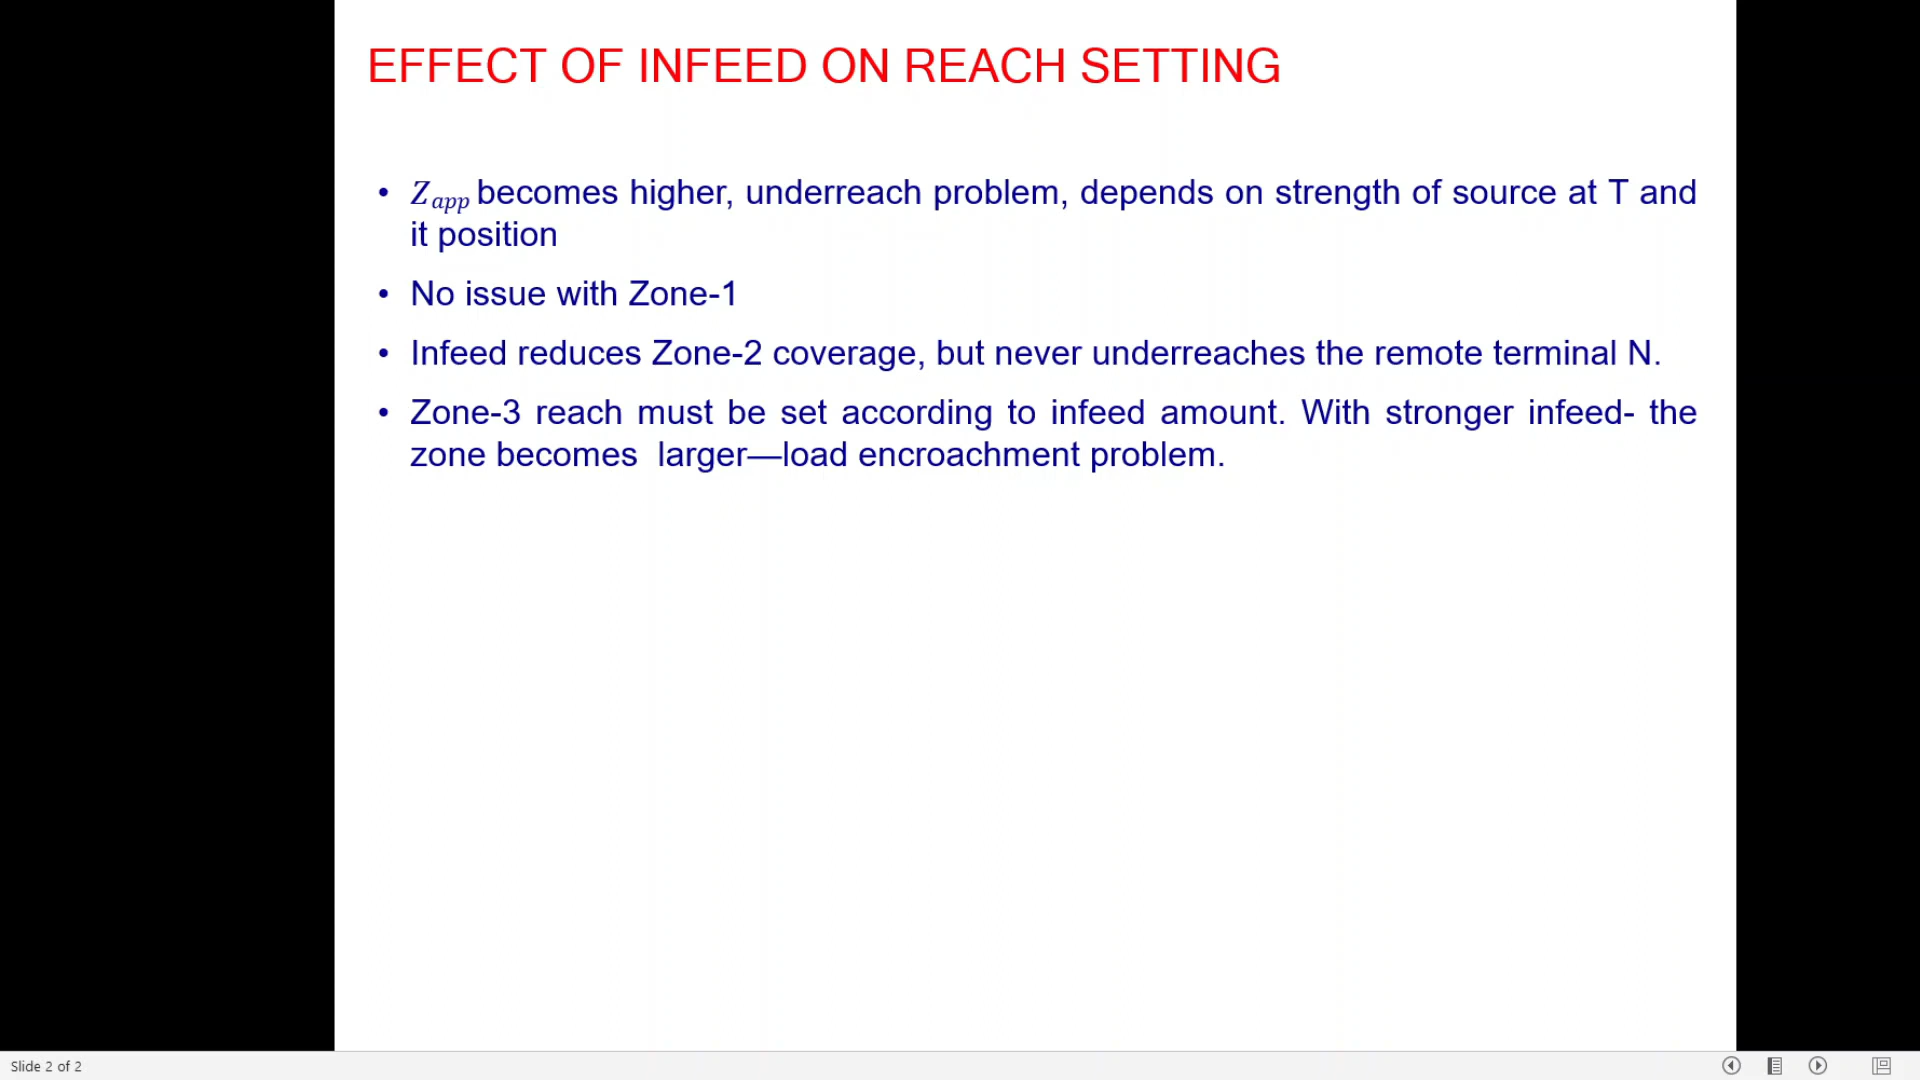 EFFECT OF INFEED ON REACH SETTING
• Zapp becomes higher, underreach problem, depends on strength of source at T and
it position
• No issue with Zone-1
• Infeed reduces Zone-2 coverage, but never underreaches the remote terminal N.
• Zone-3 reach must be set according to infeed amount. With stronger infeed- the
zone becomes larger—load encroachment problem.
Slide 2 of 2